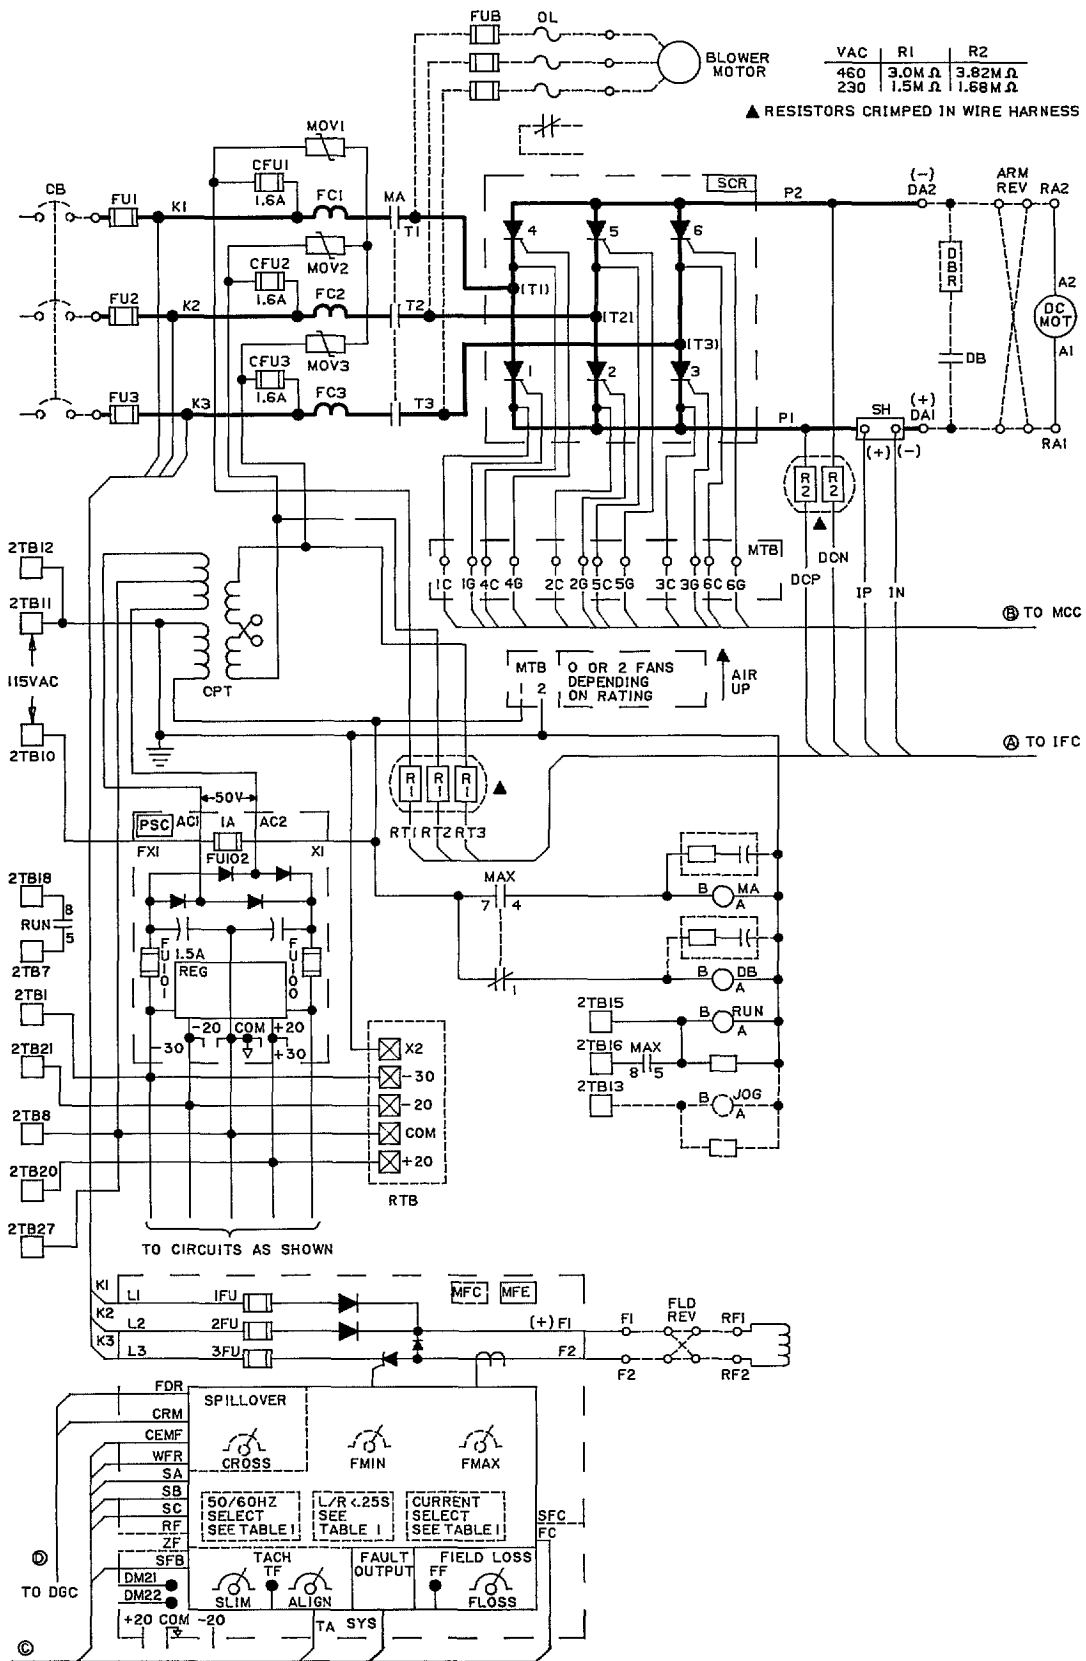 FUB OL
BLOWER
MOTOR
VAC R1 R2
460 3.0M Ω 3.82M Ω
230 1.5M Ω 1.68M Ω
▲ RESISTORS CRIMPED IN WIRE HARNESS
MOV1
CFU1
1.6A
CB FU1 K1 FC1 MA T1
SCR
P2
(-)
DA2
ARM
REV
RA2
4 5 6
MOV2
CFU2
1.6A
FU2 K2 FC2 T2
(T1)
(T2)
(T3)
DBR
A2
DC
MOT
A1
DB
MOV3
CFU3
1.6A
FU3 K3 FC3 T3
1 2 3
P1
SH
(+) (-)
(+)
DA1
RA1
R2 R2
▲
MTB
1C 1G 4C 4G 2C 2G 5C 5G 3C 3G 6C 6G
DCP DCN IP IN
Ⓑ TO MCC
2TB12
2TB11
115VAC
2TB10
CPT
MTB
1 2
0 OR 2 FANS
DEPENDING
ON RATING
AIR
UP
Ⓐ TO IFC
R1 R1 R1
▲
RT1 RT2 RT3
50V
PSC AC1 1A AC2
FX1 FU102 X1
2TB18
8
RUN
5
2TB7
FU101
1.5A
FU100
REG
-20 COM +20
-30 +30
MAX
7 4
B MA
A
1
B DB
A
2TB15
B RUN
A
2TB16 MAX
8 5
2TB13
B JOG
A
2TB1
2TB21
2TB8
2TB20
2TB27
X2
-30
-20
COM
+20
RTB
TO CIRCUITS AS SHOWN
K1 L1 1FU
K2 L2 2FU
K3 L3 3FU
MFC MFE
(+) F1
F2
F1
F2
FLD
REV
RF1
RF2
FDR
CRM
CEMF
WFR
SA
SB
SC
RF
ZF
SFB
DM21
DM22
+20 COM -20
SPILLOVER
CROSS FMIN FMAX
50/60HZ
SELECT
SEE TABLE 1
L/R <.25S
SEE
TABLE 1
CURRENT
SELECT
SEE TABLE 1
SFC
FC
TACH
TF
SLIM ALIGN
FAULT
OUTPUT
FIELD LOSS
FF
FLOSS
TA SYS
Ⓓ
TO DGC
Ⓒ